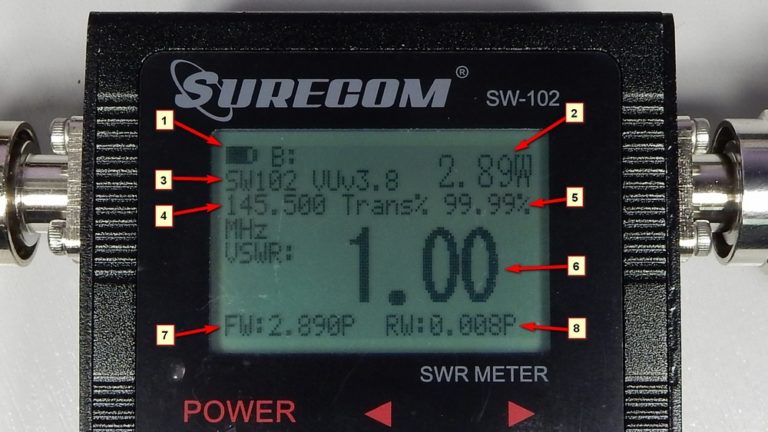 SURECOM®
SW-102
1
B:
2
2.89W
3
SW102 VUv3.8
4
145.500 Trans% 99.99%
5
MHz
VSWR:
1.00
6
7
FW:2.890P RW:0.008P
8
SWR METER
POWER